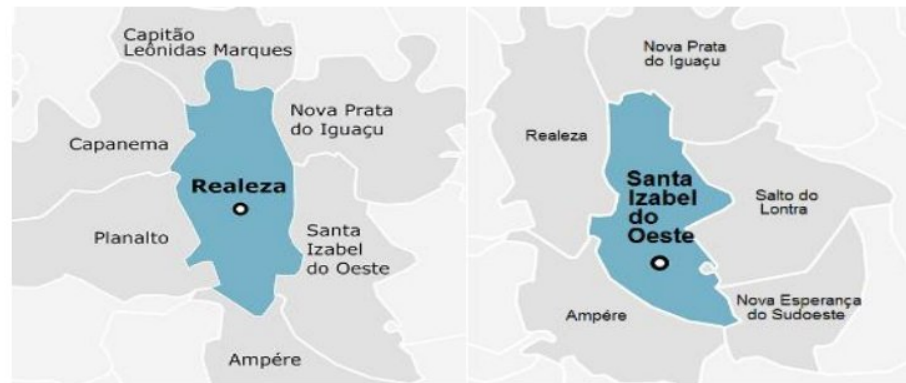 Capitão
Leônidas Marques
Nova Prata
do Iguaçu
Capanema
Realeza
Planalto
Santa
Izabel
do Oeste
Ampére
Nova Prata
do Iguaçu
Realeza
Santa
Izabel
do
Oeste
Salto do
Lontra
Ampére
Nova Esperança
do Sudoeste